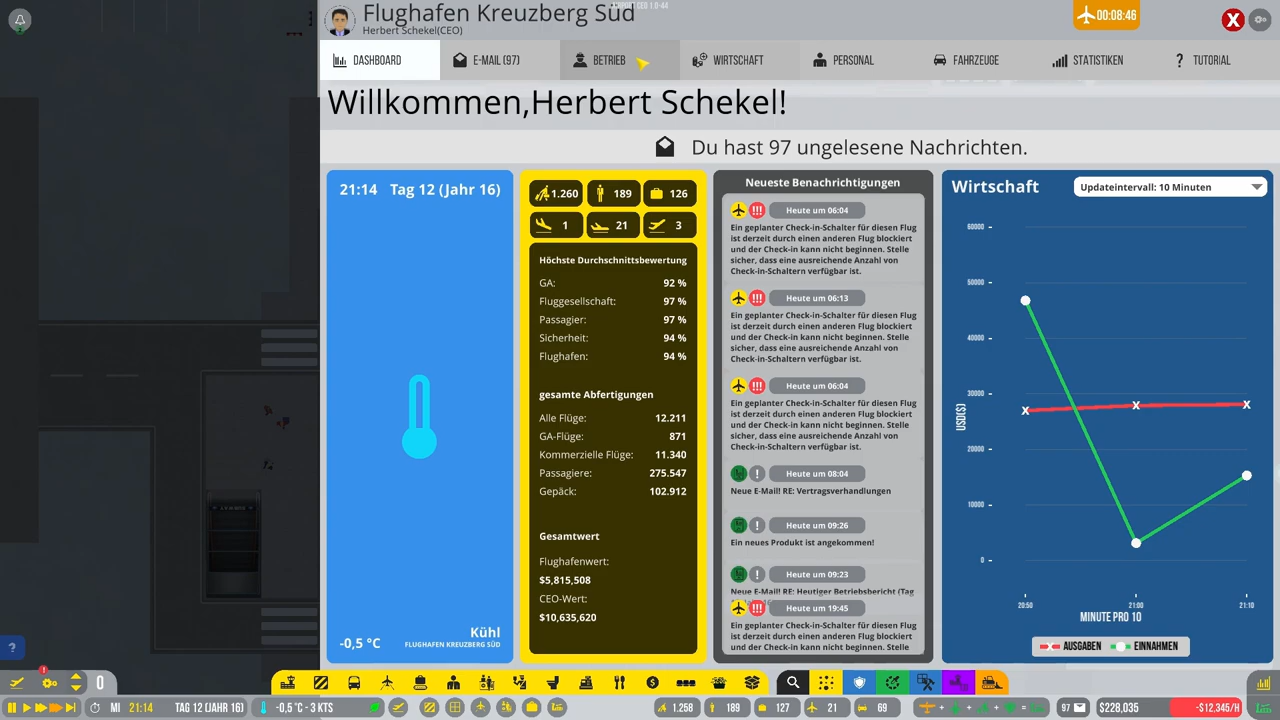 AIRPORT CEO 1.0-44
Flughafen Kreuzberg Süd
Herbert Schekel(CEO)
00:08:46
X
DASHBOARD
E-MAIL (97)
BETRIEB
WIRTSCHAFT
PERSONAL
FAHRZEUGE
STATISTIKEN
? TUTORIAL
Willkommen,Herbert Schekel!
Du hast 97 ungelesene Nachrichten.
21:14 Tag 12 (Jahr 16)
-0,5 °C
Kühl
FLUGHAFEN KREUZBERG SÜD
1.260 189 126
1 21 3
Höchste Durchschnittsbewertung
GA: 92 %
Fluggesellschaft: 97 %
Passagier: 97 %
Sicherheit: 94 %
Flughafen: 94 %
gesamte Abfertigungen
Alle Flüge: 12.211
GA-Flüge: 871
Kommerzielle Flüge: 11.340
Passagiere: 275.547
Gepäck: 102.912
Gesamtwert
Flughafenwert:
$5,815,508
CEO-Wert:
$10,635,620
Neueste Benachrichtigungen
!!! Heute um 06:04
Ein geplanter Check-in-Schalter für diesen Flug
ist derzeit durch einen anderen Flug blockiert
und der Check-in kann nicht beginnen. Stelle
sicher, dass eine ausreichende Anzahl von
Check-in-Schaltern verfügbar ist.
!!! Heute um 06:13
Ein geplanter Check-in-Schalter für diesen Flug
ist derzeit durch einen anderen Flug blockiert
und der Check-in kann nicht beginnen. Stelle
sicher, dass eine ausreichende Anzahl von
Check-in-Schaltern verfügbar ist.
!!! Heute um 06:04
Ein geplanter Check-in-Schalter für diesen Flug
ist derzeit durch einen anderen Flug blockiert
und der Check-in kann nicht beginnen. Stelle
sicher, dass eine ausreichende Anzahl von
Check-in-Schaltern verfügbar ist.
! Heute um 08:04
Neue E-Mail! RE: Vertragsverhandlungen
! Heute um 09:26
Ein neues Produkt ist angekommen!
! Heute um 09:23
Neue E-Mail! RE: Heutiger Betriebsbericht (Tag
!!! Heute um 19:45
Ein geplanter Check-in-Schalter für diesen Flug
ist derzeit durch einen anderen Flug blockiert
und der Check-in kann nicht beginnen. Stelle
Wirtschaft
Updateintervall: 10 Minuten
60000
50000
40000
30000
20000
10000
0
USD($)
20:50 21:00 21:10
MINUTE PRO 10
AUSGABEN EINNAHMEN
?
0
MI 21:14 TAG 12 (JAHR 16)
-0,5 °C - 3 KTS
1.258 189 127 21 69
97 $228,035 -$12,345/H